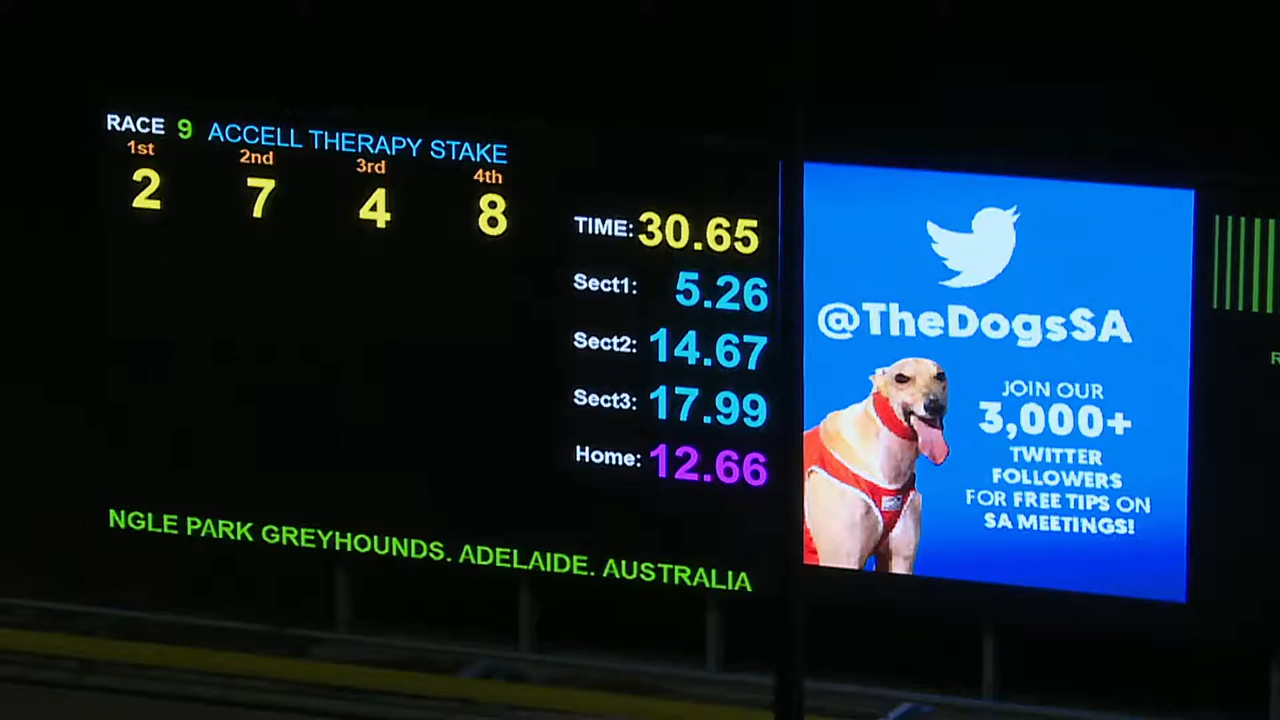 RACE 9 ACCELL THERAPY STAKE
1st 2nd 3rd 4th
2 7 4 8
TIME: 30.65
Sect1: 5.26
Sect2: 14.67
Sect3: 17.99
Home: 12.66
NGLE PARK GREYHOUNDS. ADELAIDE. AUSTRALIA
@TheDogsSA
JOIN OUR
3,000+
TWITTER
FOLLOWERS
FOR FREE TIPS ON
SA MEETINGS!